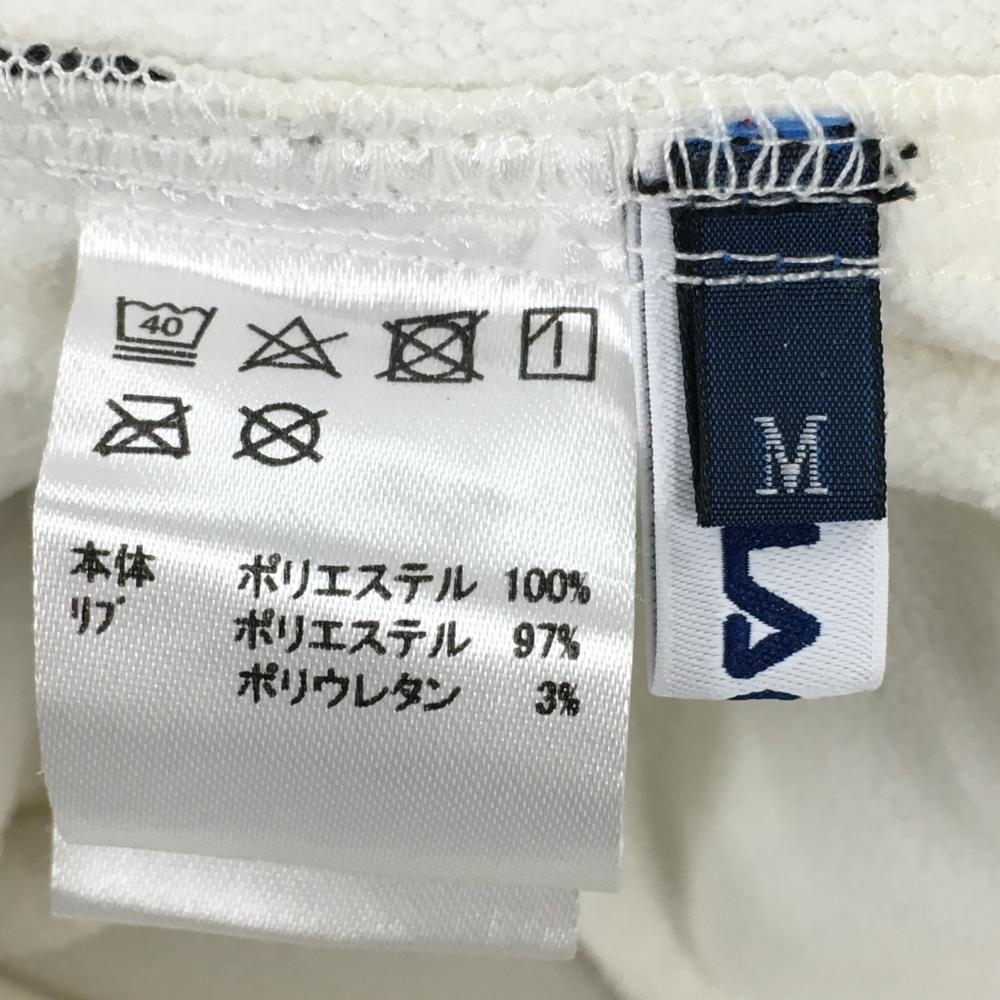 40
本体 ポリエステル 100%
リブ ポリエステル 97%
ポリウレタン 3%
M